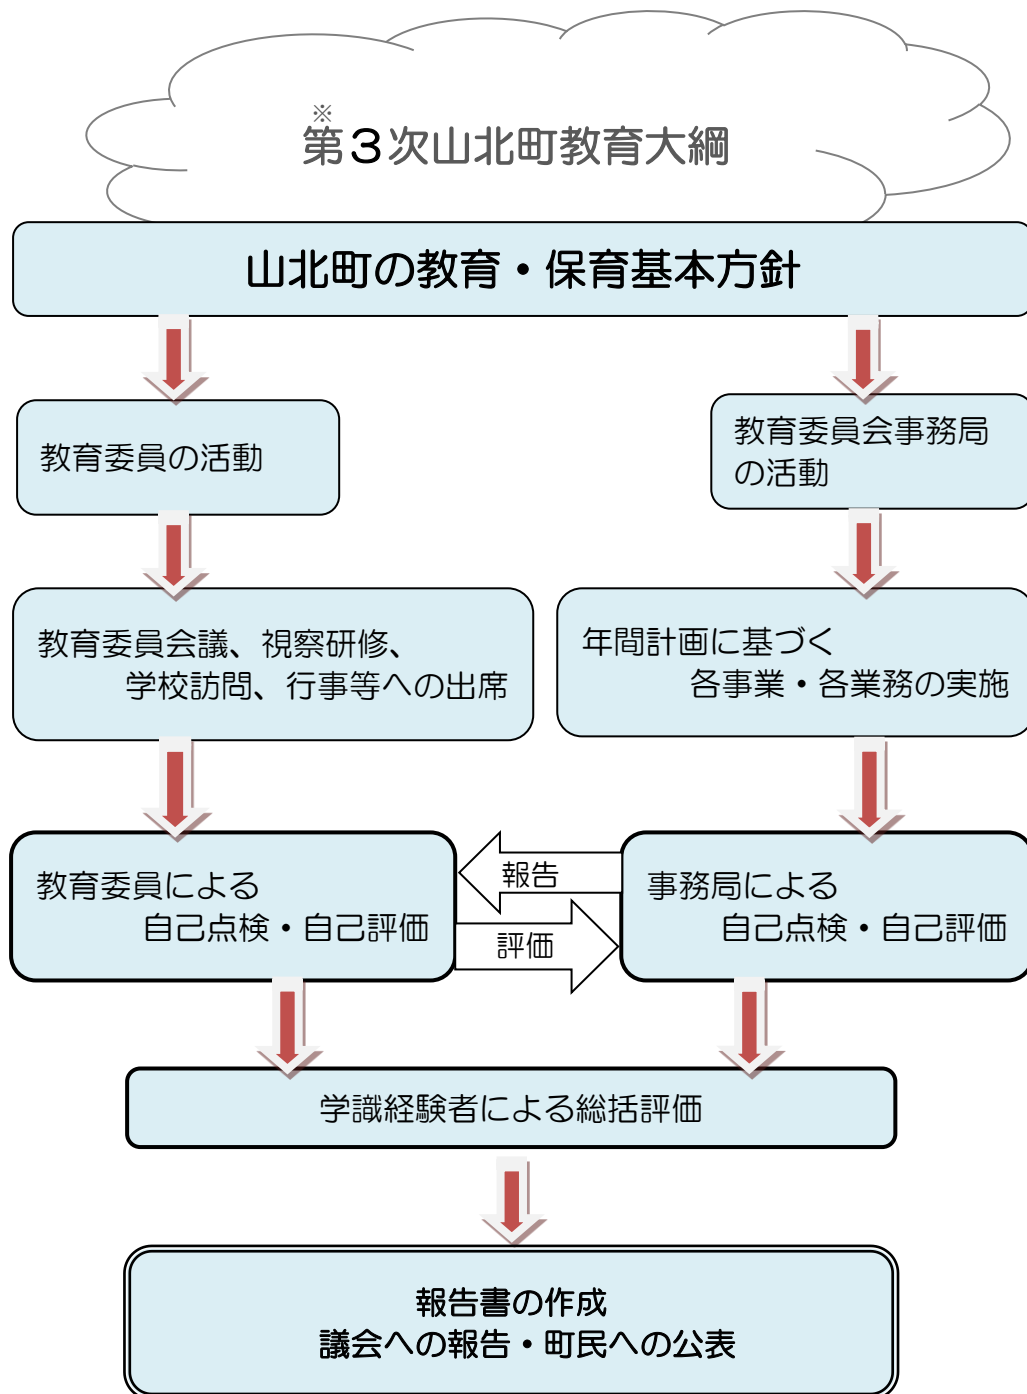 ※
第３次山北町教育大綱
山北町の教育・保育基本方針
教育委員の活動
教育委員会事務局
の活動
教育委員会議、視察研修、
学校訪問、行事等への出席
年間計画に基づく
各事業・各業務の実施
教育委員による
自己点検・自己評価
報告
評価
事務局による
自己点検・自己評価
学識経験者による総括評価
報告書の作成
議会への報告・町民への公表